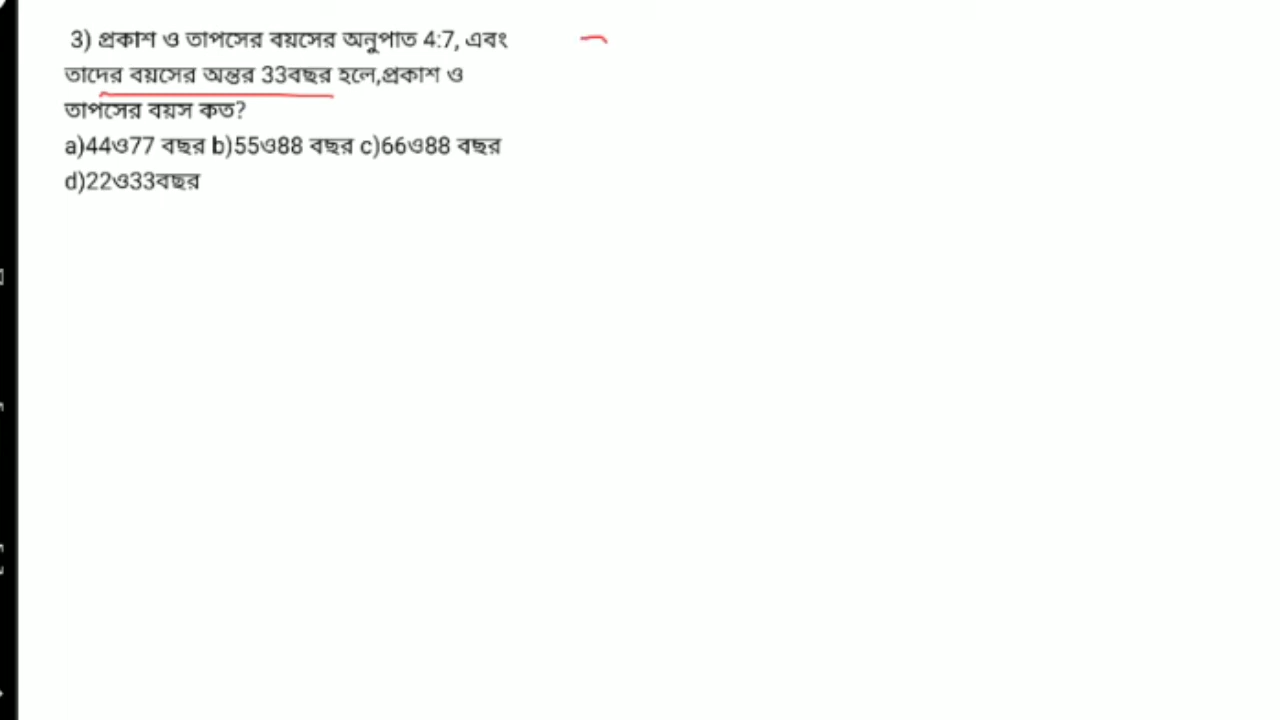 3) প্রকাশ ও তাপসের বয়সের অনুপাত 4:7, এবং
তাদের বয়সের অন্তর 33বছর হলে,প্রকাশ ও
তাপসের বয়স কত?
a)44ও77 বছর b)55ও88 বছর c)66ও88 বছর
d)22ও33বছর